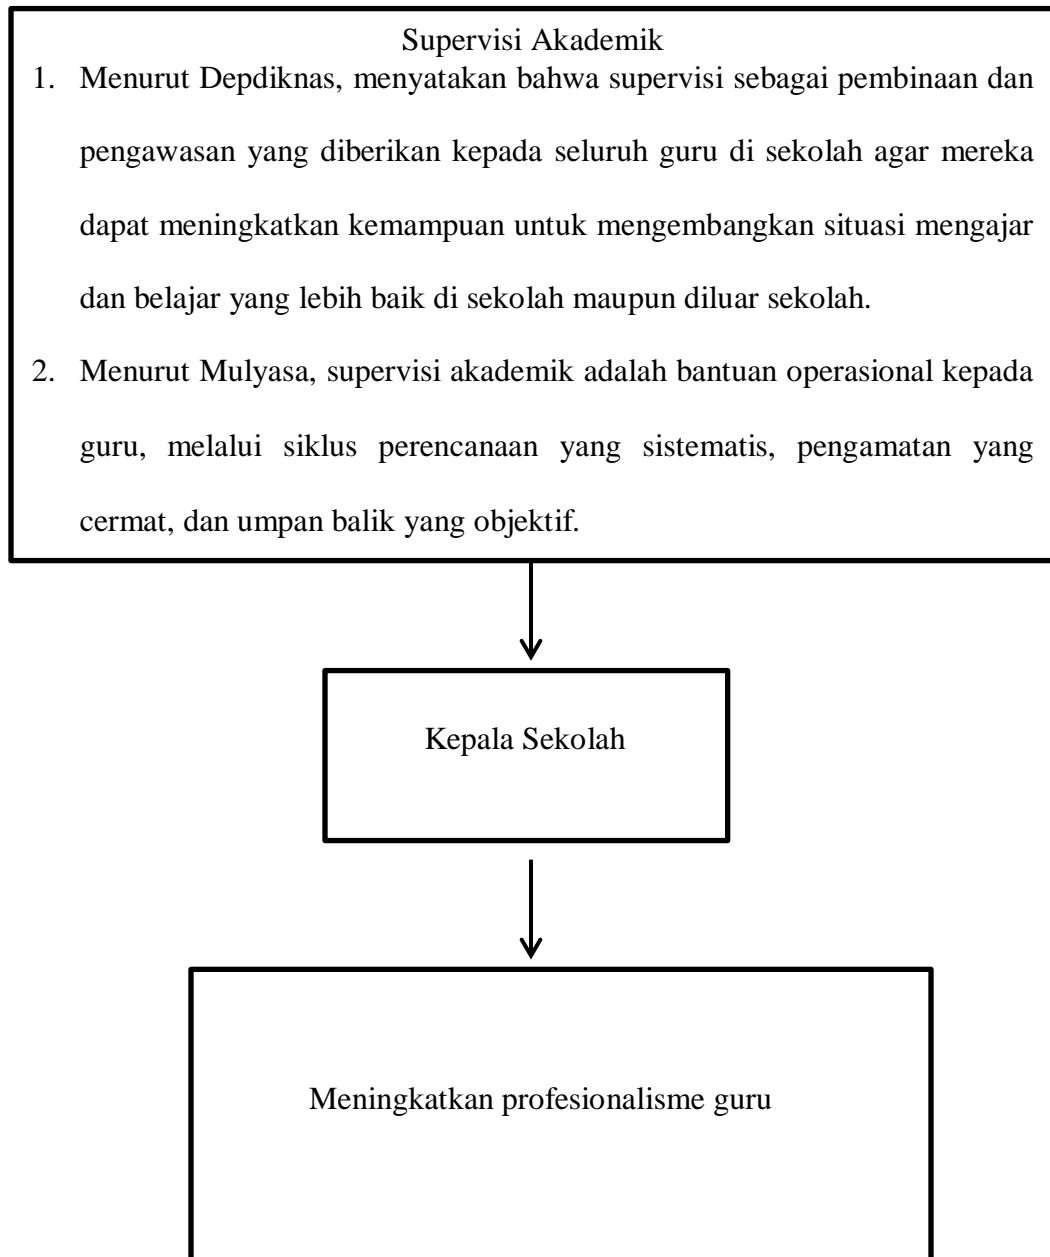 Supervisi Akademik
1. Menurut Depdiknas, menyatakan bahwa supervisi sebagai pembinaan dan
pengawasan yang diberikan kepada seluruh guru di sekolah agar mereka
dapat meningkatkan kemampuan untuk mengembangkan situasi mengajar
dan belajar yang lebih baik di sekolah maupun diluar sekolah.
2. Menurut Mulyasa, supervisi akademik adalah bantuan operasional kepada
guru, melalui siklus perencanaan yang sistematis, pengamatan yang
cermat, dan umpan balik yang objektif.
Kepala Sekolah
Meningkatkan profesionalisme guru